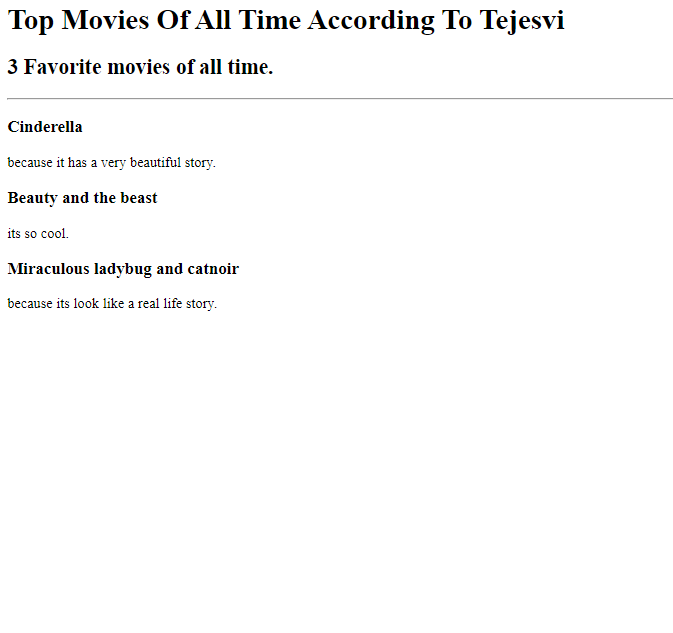 Top Movies Of All Time According To Tejesvi
3 Favorite movies of all time.
Cinderella
because it has a very beautiful story.
Beauty and the beast
its so cool.
Miraculous ladybug and catnoir
because its look like a real life story.